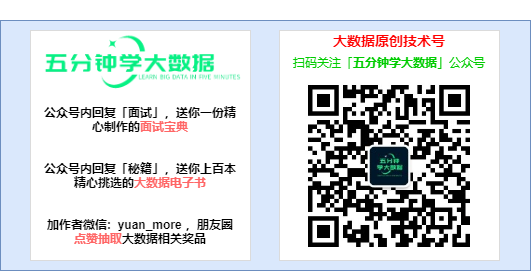 五分钟学大数据
LEARN BIG DATA IN FIVE MINUTES
公众号内回复「面试」，送你一份精
心制作的面试宝典
公众号内回复「秘籍」，送你上百本
精心挑选的大数据电子书
加作者微信：yuan_more ，朋友圈
点赞抽取大数据相关奖品
大数据原创技术号
扫码关注「五分钟学大数据」公众号
五分钟
学大数据